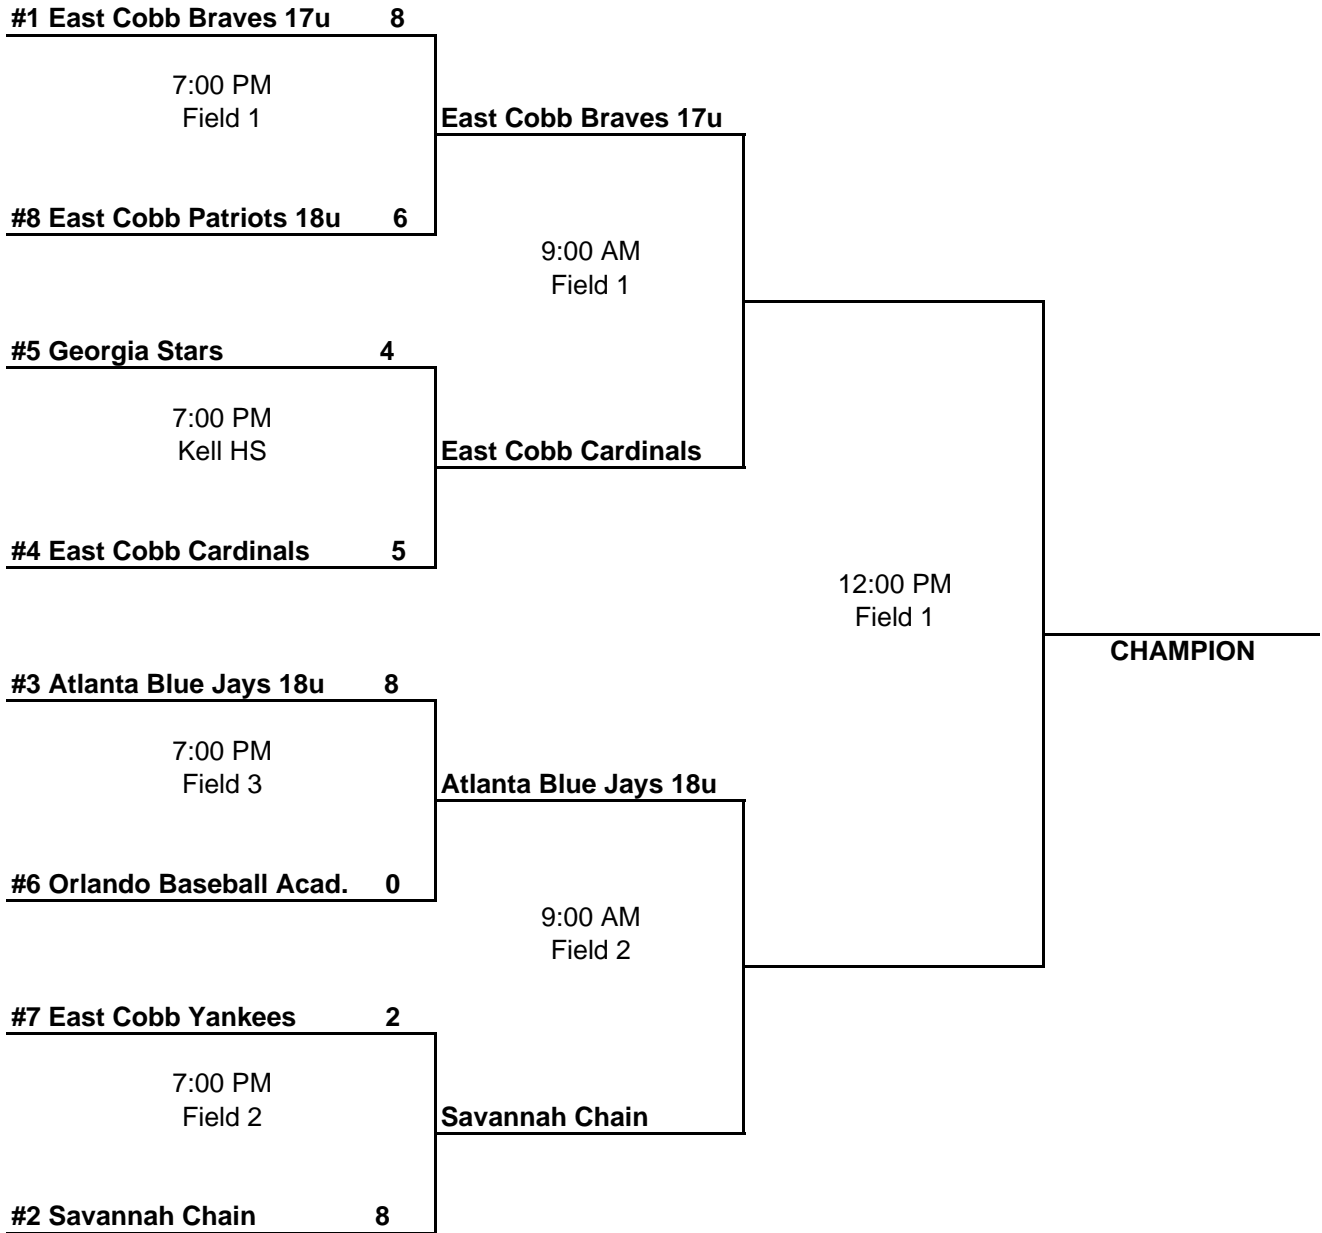 #1 East Cobb Braves 17u 8
7:00 PM
Field 1
East Cobb Braves 17u
#8 East Cobb Patriots 18u 6
9:00 AM
Field 1
#5 Georgia Stars 4
7:00 PM
Kell HS
East Cobb Cardinals
#4 East Cobb Cardinals 5
12:00 PM
Field 1
CHAMPION
#3 Atlanta Blue Jays 18u 8
7:00 PM
Field 3
Atlanta Blue Jays 18u
#6 Orlando Baseball Acad. 0
9:00 AM
Field 2
#7 East Cobb Yankees 2
7:00 PM
Field 2
Savannah Chain
#2 Savannah Chain 8